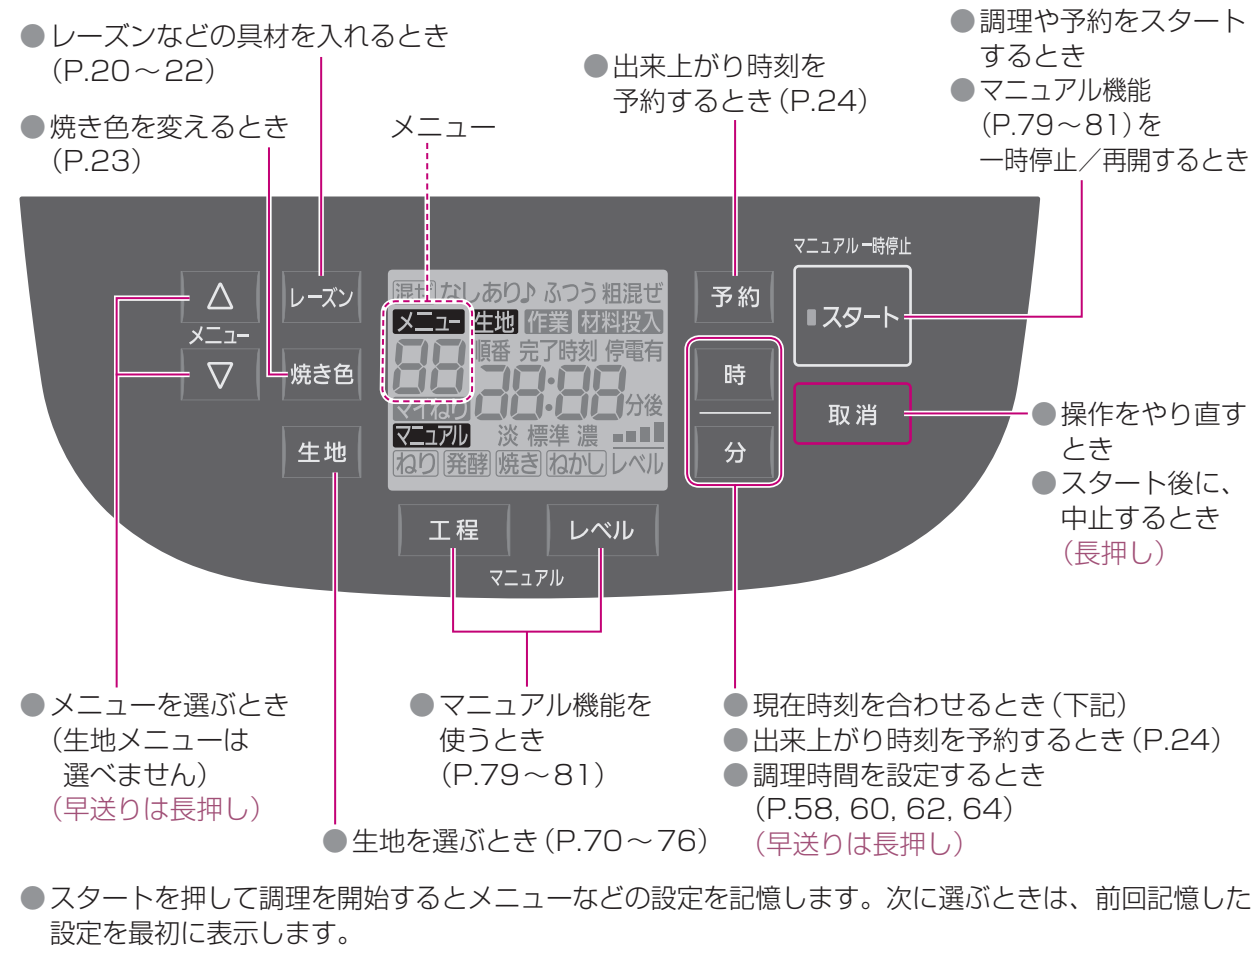 ●レーズンなどの具材を入れるとき
(P.20～22)
●焼き色を変えるとき
(P.23)
メニュー
●出来上がり時刻を
予約するとき(P.24)
●調理や予約をスタート
するとき
●マニュアル機能
(P.79～81)を
一時停止／再開するとき
マニュアル一時停止
△
メニュー
▽
レーズン
焼き色
生地
混ぜ なし あり♪ ふつう 粗混ぜ
メニュー 生地 作業 材料投入
順番 完了時刻 停電有
88 38:88 分後
マイねり
マニュアル 淡 標準 濃
ねり 発酵 焼き ねかし レベル
予約
時
分
スタート
取消
工程
レベル
マニュアル
●操作をやり直す
とき
●スタート後に、
中止するとき
(長押し)
●メニューを選ぶとき
(生地メニューは
選べません)
(早送りは長押し)
●マニュアル機能を
使うとき
(P.79～81)
●生地を選ぶとき(P.70～76)
●現在時刻を合わせるとき(下記)
●出来上がり時刻を予約するとき(P.24)
●調理時間を設定するとき
(P.58, 60, 62, 64)
(早送りは長押し)
●スタートを押して調理を開始するとメニューなどの設定を記憶します。次に選ぶときは、前回記憶した
設定を最初に表示します。